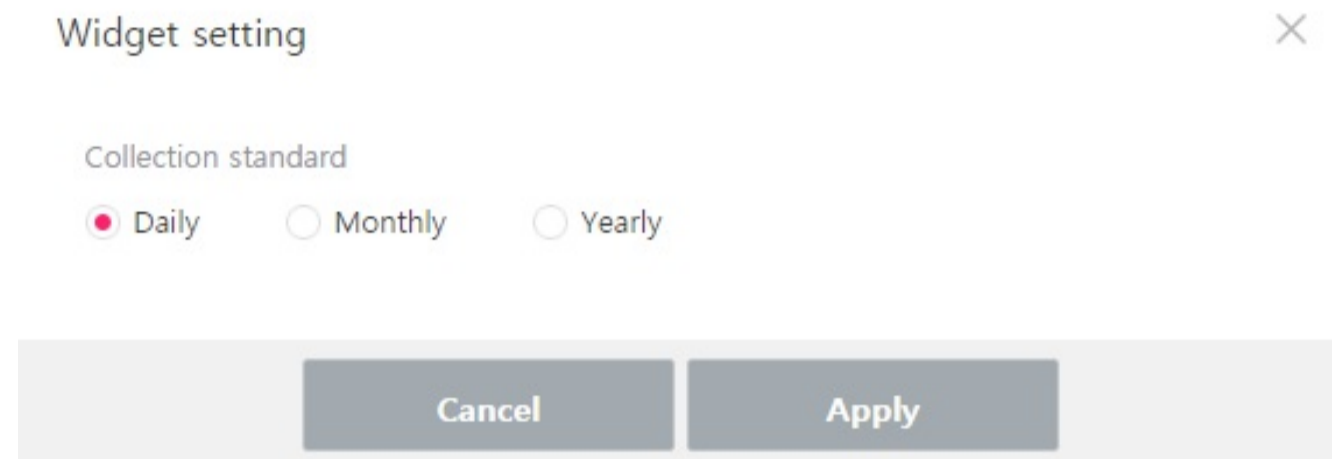 Widget setting
Collection standard
Daily Monthly Yearly
Cancel Apply